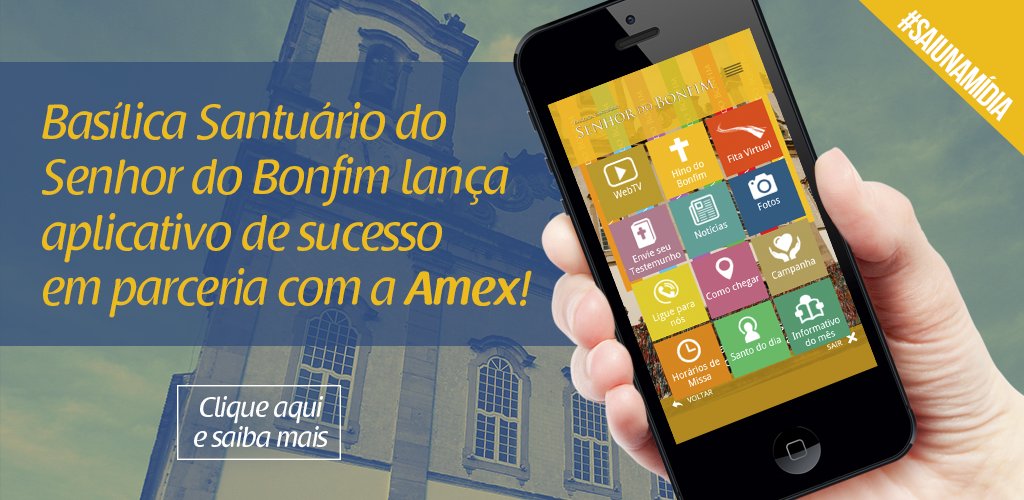 Basílica Santuário do
Senhor do Bonfim lança
aplicativo de sucesso
em parceria com a Amex!
Clique aqui
e saiba mais
#SAIUNAMÍDIA
SENHOR DO BONFIM
WebTV
Hino do
Bonfim
Fita Virtual
Envie seu
Testemunho
Notícias
Fotos
Ligue para
nós
Como chegar
Campanha
Horários de
Missa
Santo do dia
Informativo
do mês
VOLTAR
SAIR